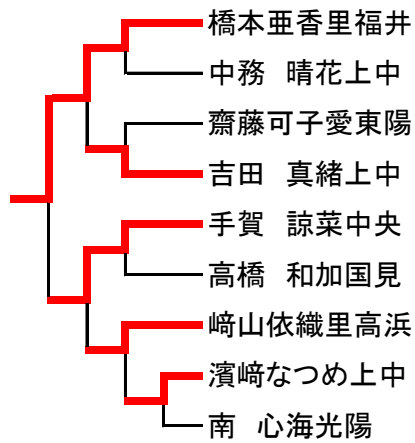 橋本亜香里福井
中務　晴花上中
齋藤可子愛東陽
吉田　真緒上中
手賀　諒菜中央
高橋　和加国見
﨑山依織里高浜
濱﨑なつめ上中
南　心海光陽